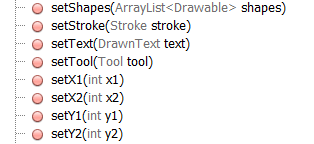 setShapes(ArrayList<Drawable> shapes)
setStroke(Stroke stroke)
setText(DrawnText text)
setTool(Tool tool)
setX1(int x1)
setX2(int x2)
setY1(int y1)
setY2(int y2)